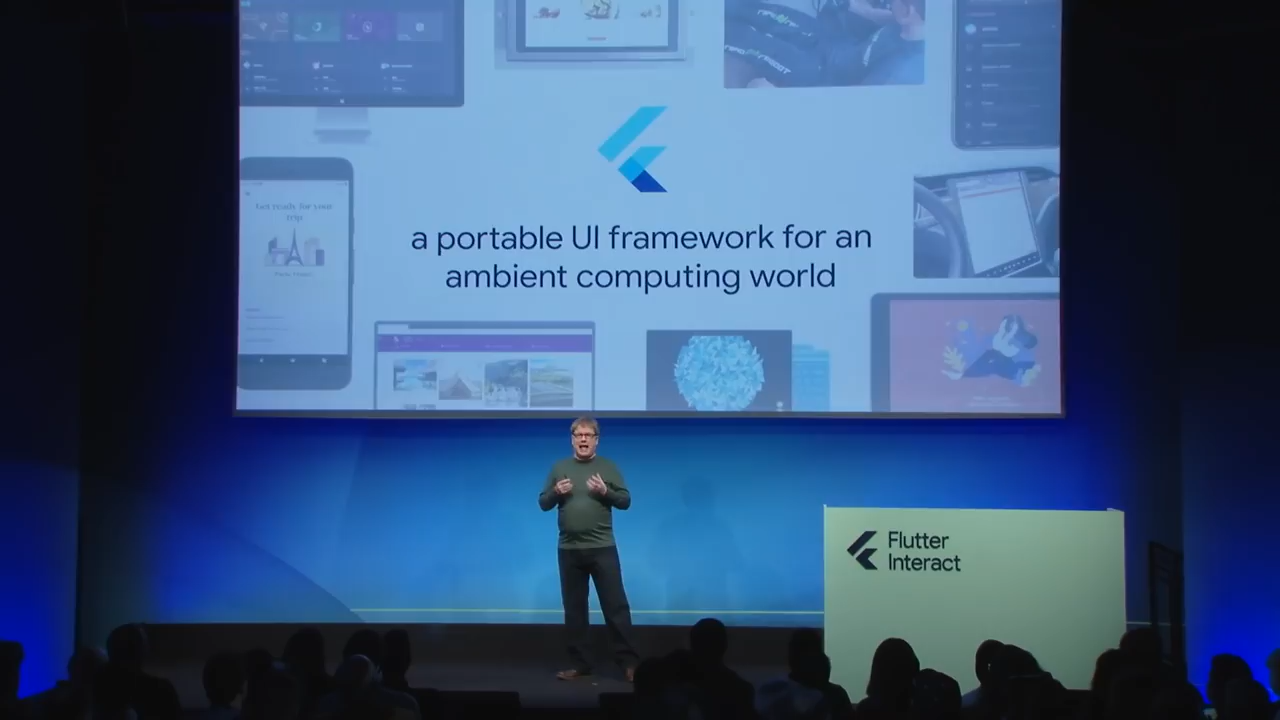 a portable UI framework for an
ambient computing world
Get ready for your
trip
Flutter
Interact